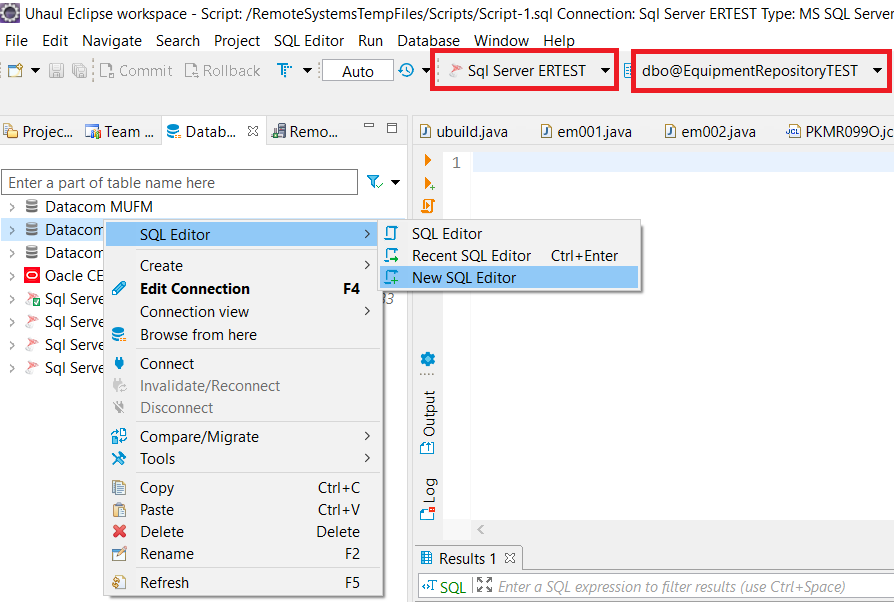 Uhaul Eclipse workspace - Script: /RemoteSystemsTempFiles/Scripts/Script-1.sql Connection: Sql Server ERTEST Type: MS SQL Server
File Edit Navigate Search Project SQL Editor Run Database Window Help
Commit Rollback Auto Sql Server ERTEST dbo@EquipmentRepositoryTEST
Projec... Team ... Datab... Remo... ubuild.java em001.java em002.java PKMR099O.jc
Enter a part of table name here
1
Datacom MUFM
Datacom
Datacom
Oacle CE
Sql Serve
Sql Serve
Sql Serve
Sql Serve
SQL Editor
Create
Edit Connection F4
Connection view
Browse from here
Connect
Invalidate/Reconnect
Disconnect
Compare/Migrate
Tools
Copy Ctrl+C
Paste Ctrl+V
Delete Delete
Rename F2
Refresh F5
SQL Editor
Recent SQL Editor Ctrl+Enter
New SQL Editor
Output
Log
Results 1
SQL Enter a SQL expression to filter results (use Ctrl+Space)